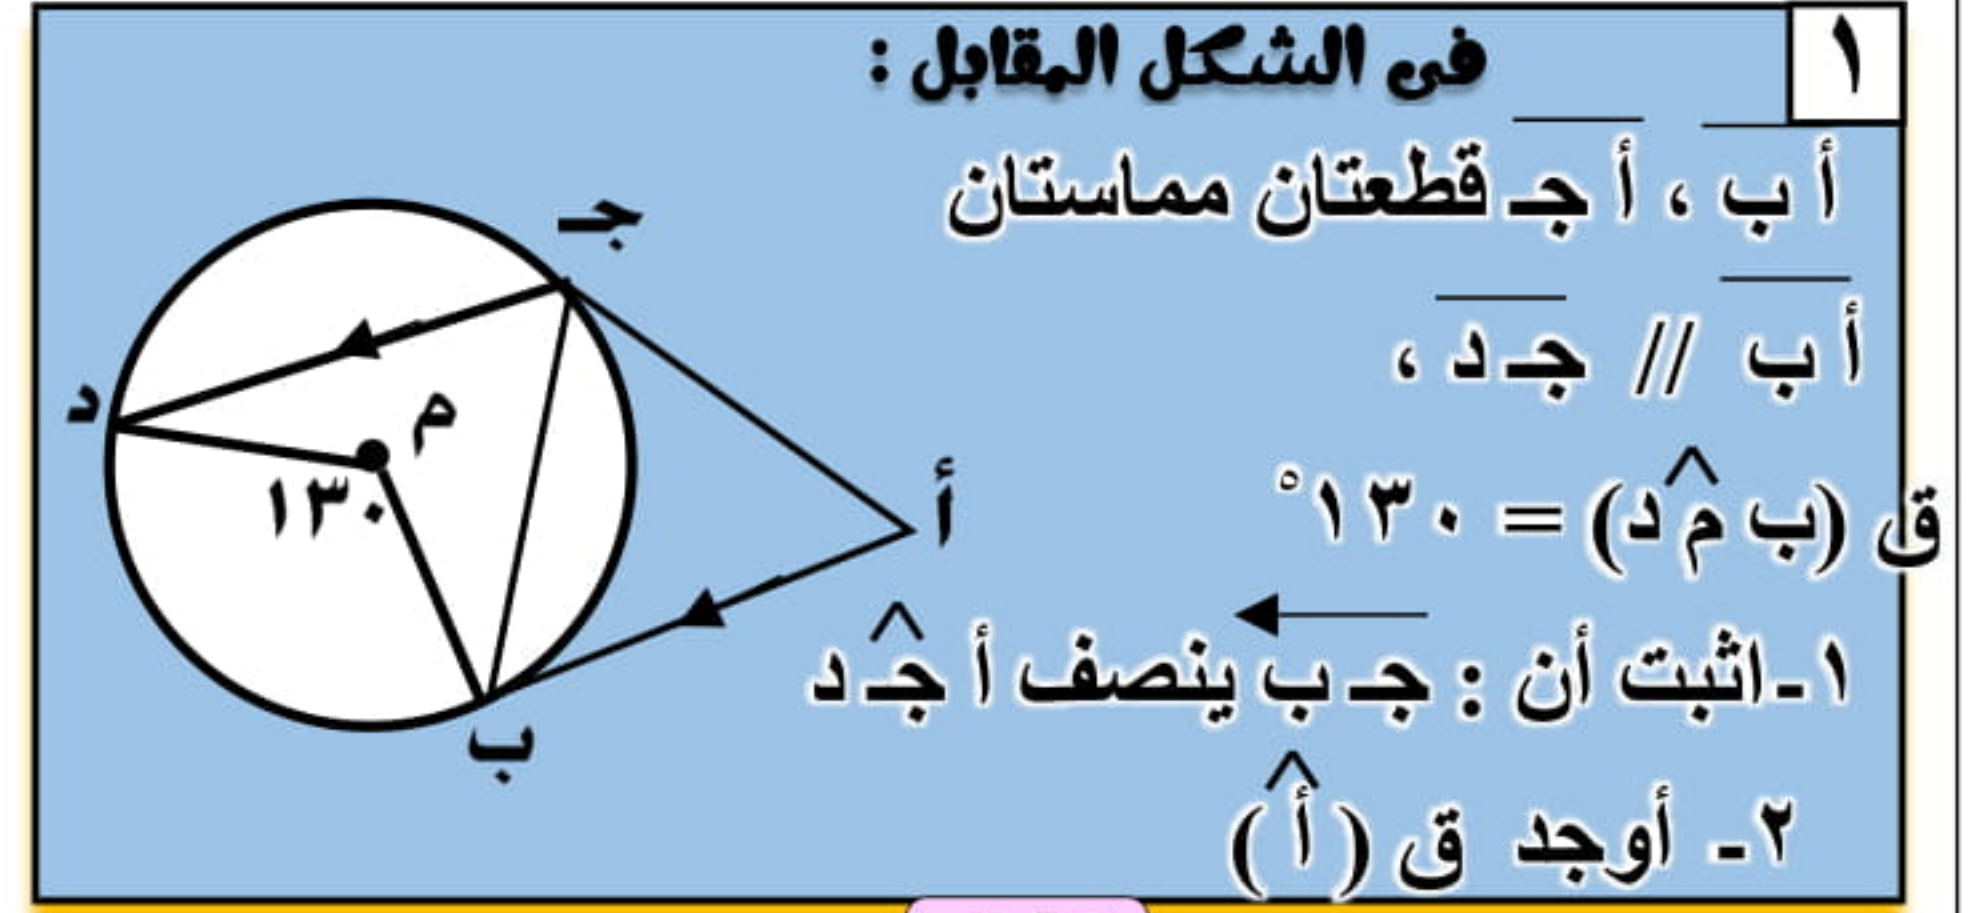 ١
فى الشكل المقابل :
أ ب ، أ جـ قطعتان مماستان
أ ب // جـ د ،
ق (ب م د) = ١٣٠°
١- اثبت أن : جـ ب ينصف أ جـ د
٢- أوجد ق ( أ )
جـ
د
م
١٣٠
أ
ب